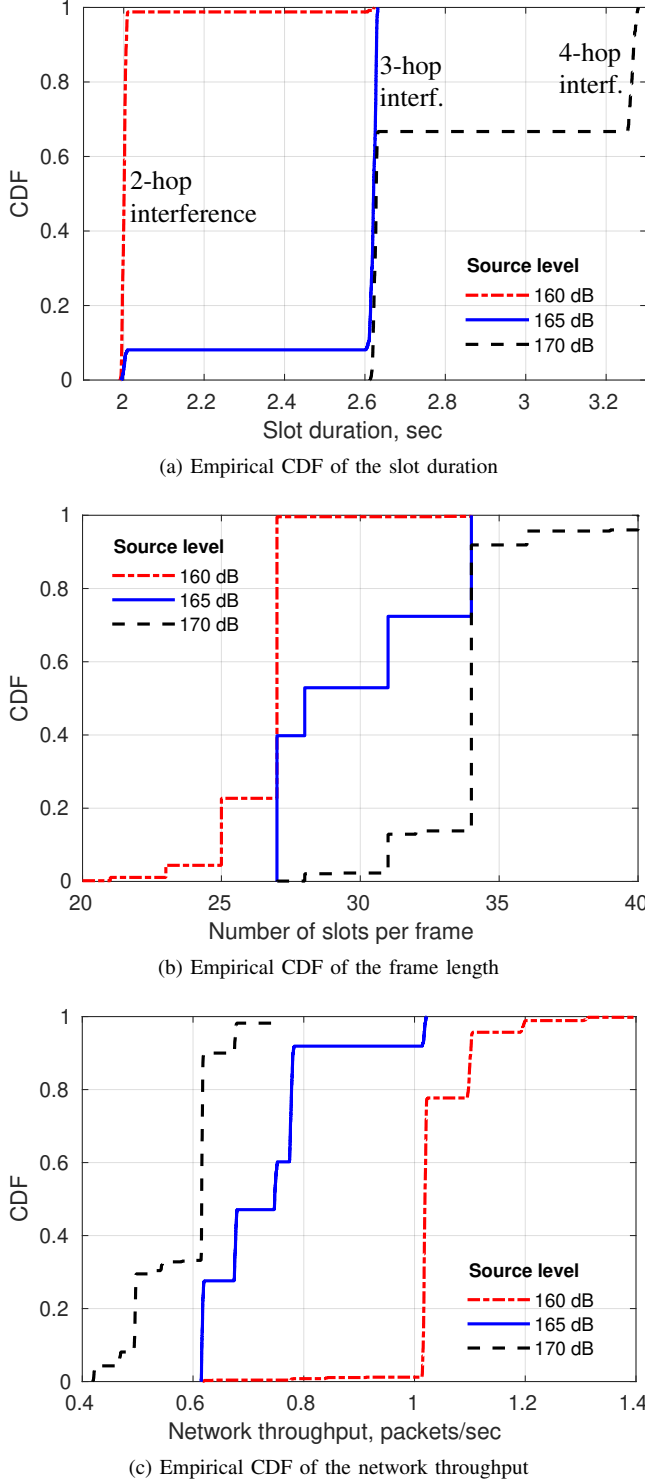 1
0.8
0.6
0.4
0.2
0
CDF
2-hop
interference
3-hop
interf.
4-hop
interf.
Source level
160 dB
165 dB
170 dB
2
2.2
2.4
2.6
2.8
3
3.2
Slot duration, sec
(a) Empirical CDF of the slot duration
1
0.8
0.6
0.4
0.2
0
CDF
Source level
160 dB
165 dB
170 dB
20
25
30
35
40
Number of slots per frame
(b) Empirical CDF of the frame length
1
0.8
0.6
0.4
0.2
0
CDF
Source level
160 dB
165 dB
170 dB
0.4
0.6
0.8
1
1.2
1.4
Network throughput, packets/sec
(c) Empirical CDF of the network throughput